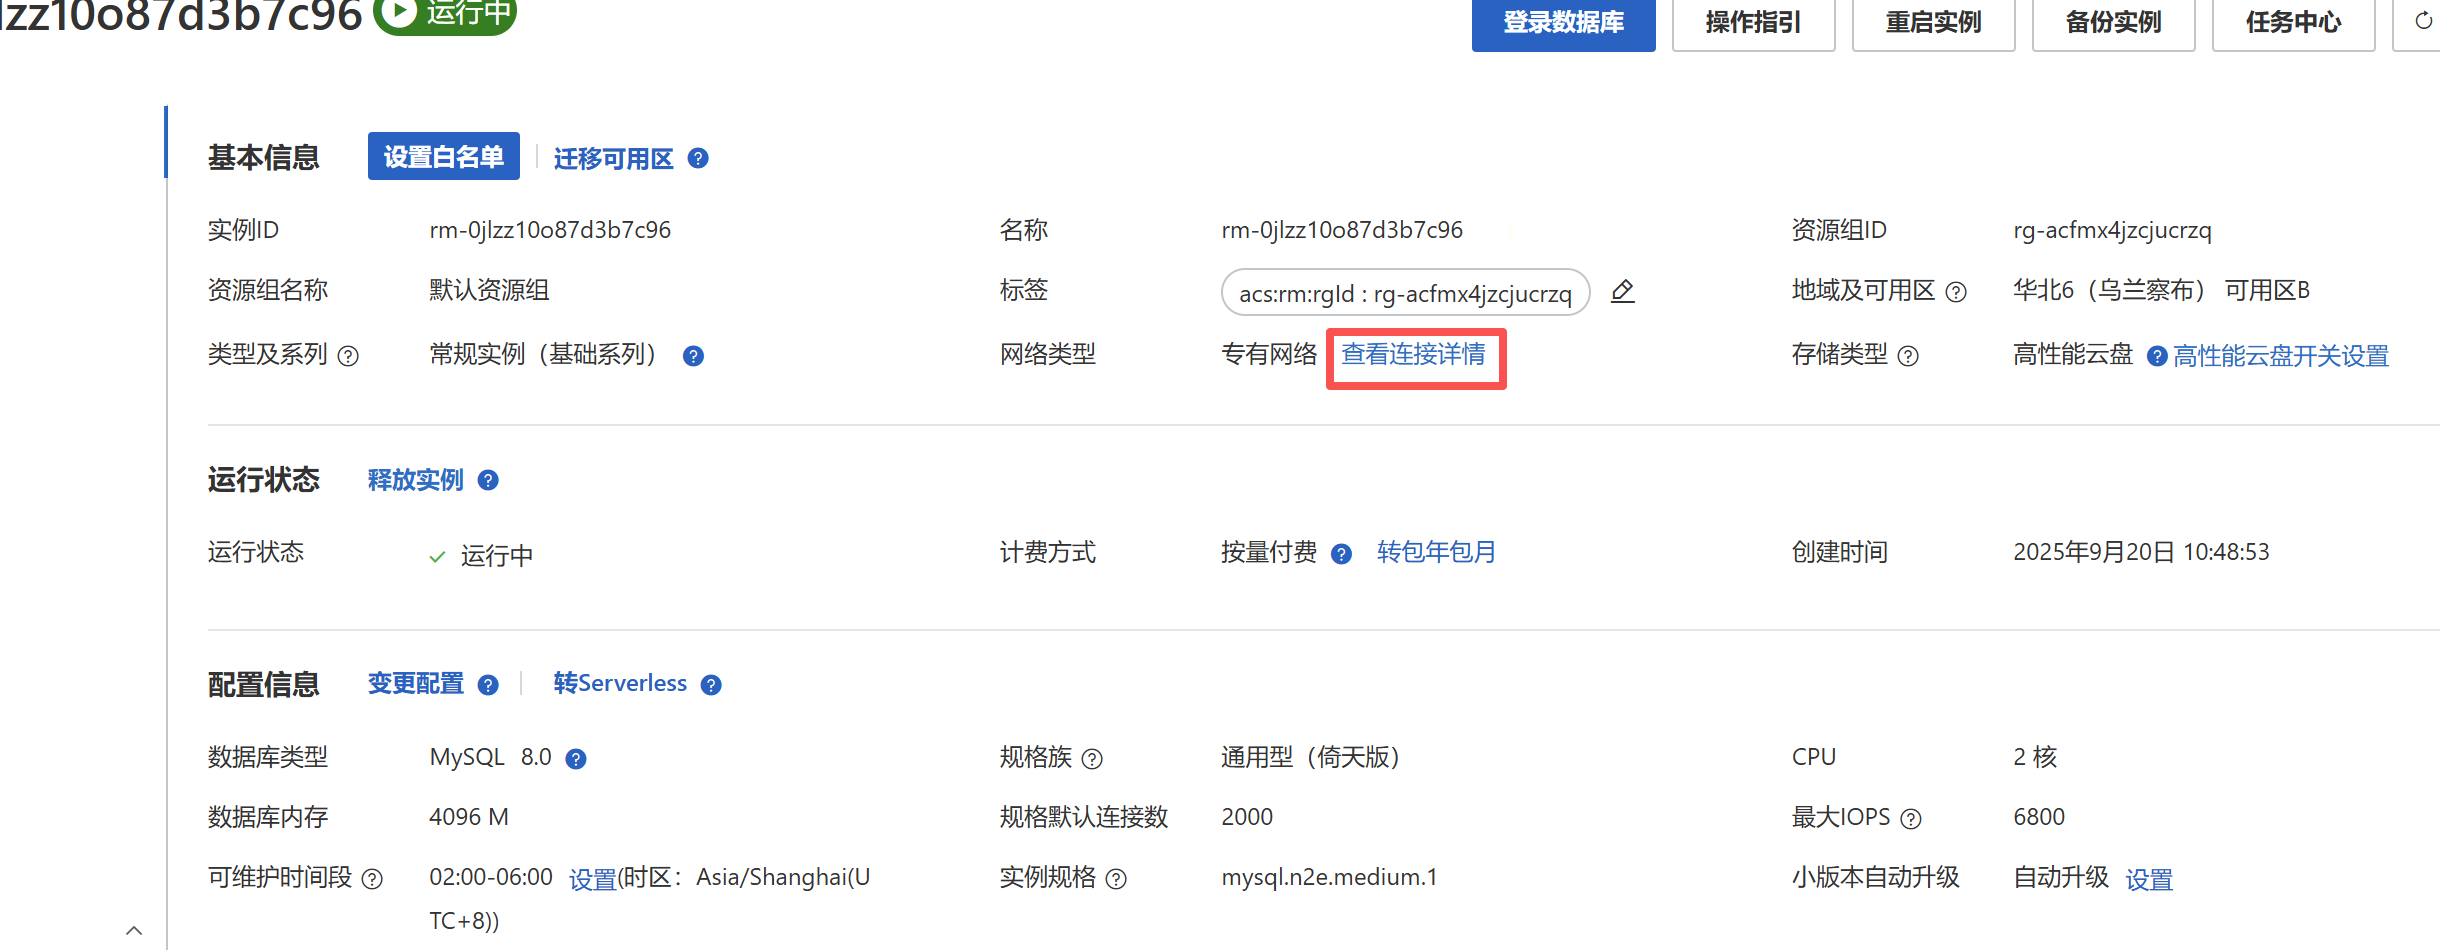 lzz10o87d3b7c96 运行中 登录数据库 操作指引 重启实例 备份实例 任务中心
基本信息 设置白名单 迁移可用区
实例ID rm-0jlzz10o87d3b7c96 名称 rm-0jlzz10o87d3b7c96 资源组ID rg-acfmx4jzcjucrzq
资源组名称 默认资源组 标签 acs:rm:rgId : rg-acfmx4jzcjucrzq 地域及可用区 华北6（乌兰察布） 可用区B
类型及系列 常规实例（基础系列） 网络类型 专有网络 查看连接详情 存储类型 高性能云盘 高性能云盘开关设置
运行状态 释放实例
运行状态 运行中 计费方式 按量付费 转包年包月 创建时间 2025年9月20日 10:48:53
配置信息 变更配置 转Serverless
数据库类型 MySQL 8.0 规格族 通用型（倚天版） CPU 2 核
数据库内存 4096 M 规格默认连接数 2000 最大IOPS 6800
可维护时间段 02:00-06:00 设置(时区：Asia/Shanghai(U 实例规格 mysql.n2e.medium.1 小版本自动升级 自动升级 设置
TC+8))